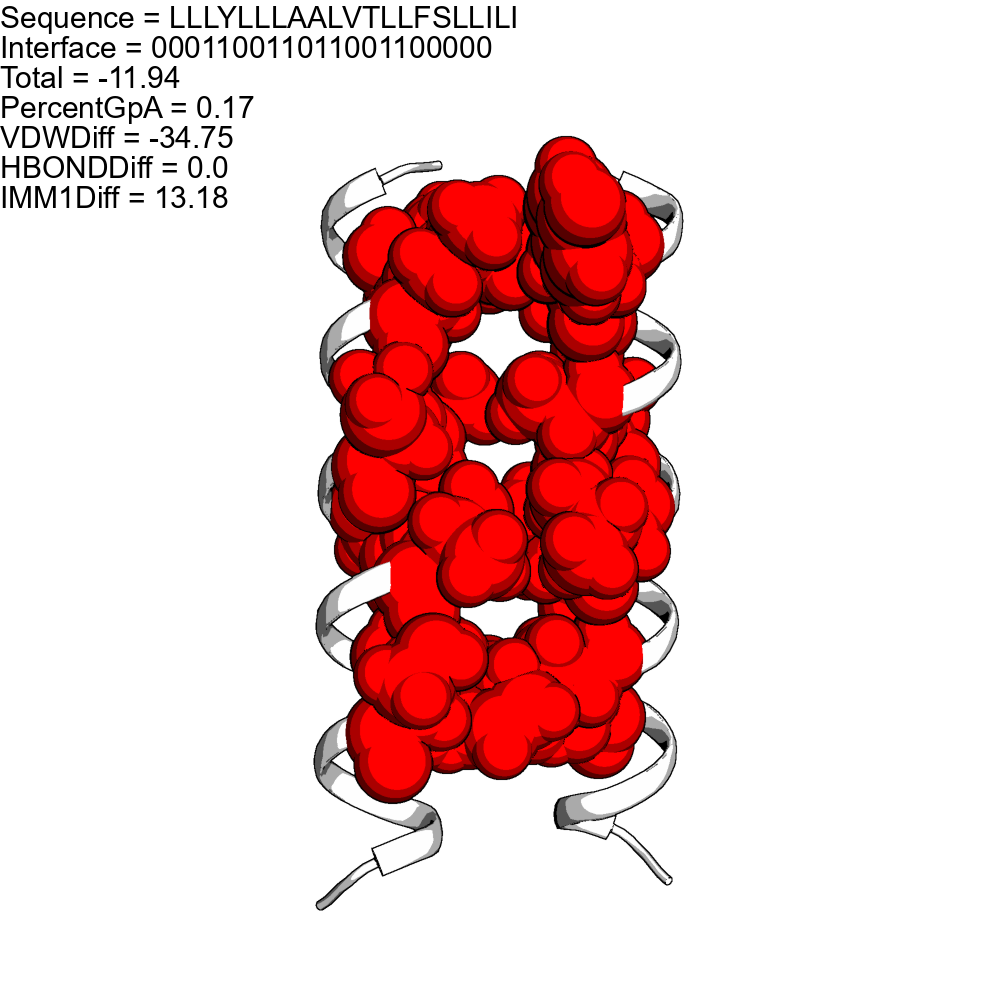 Sequence = LLLYLLLAALVTLLFSLLILI
Interface = 000110011011001100000
Total = -11.94
PercentGpA = 0.17
VDWDiff = -34.75
HBONDDiff = 0.0
IMM1Diff = 13.18